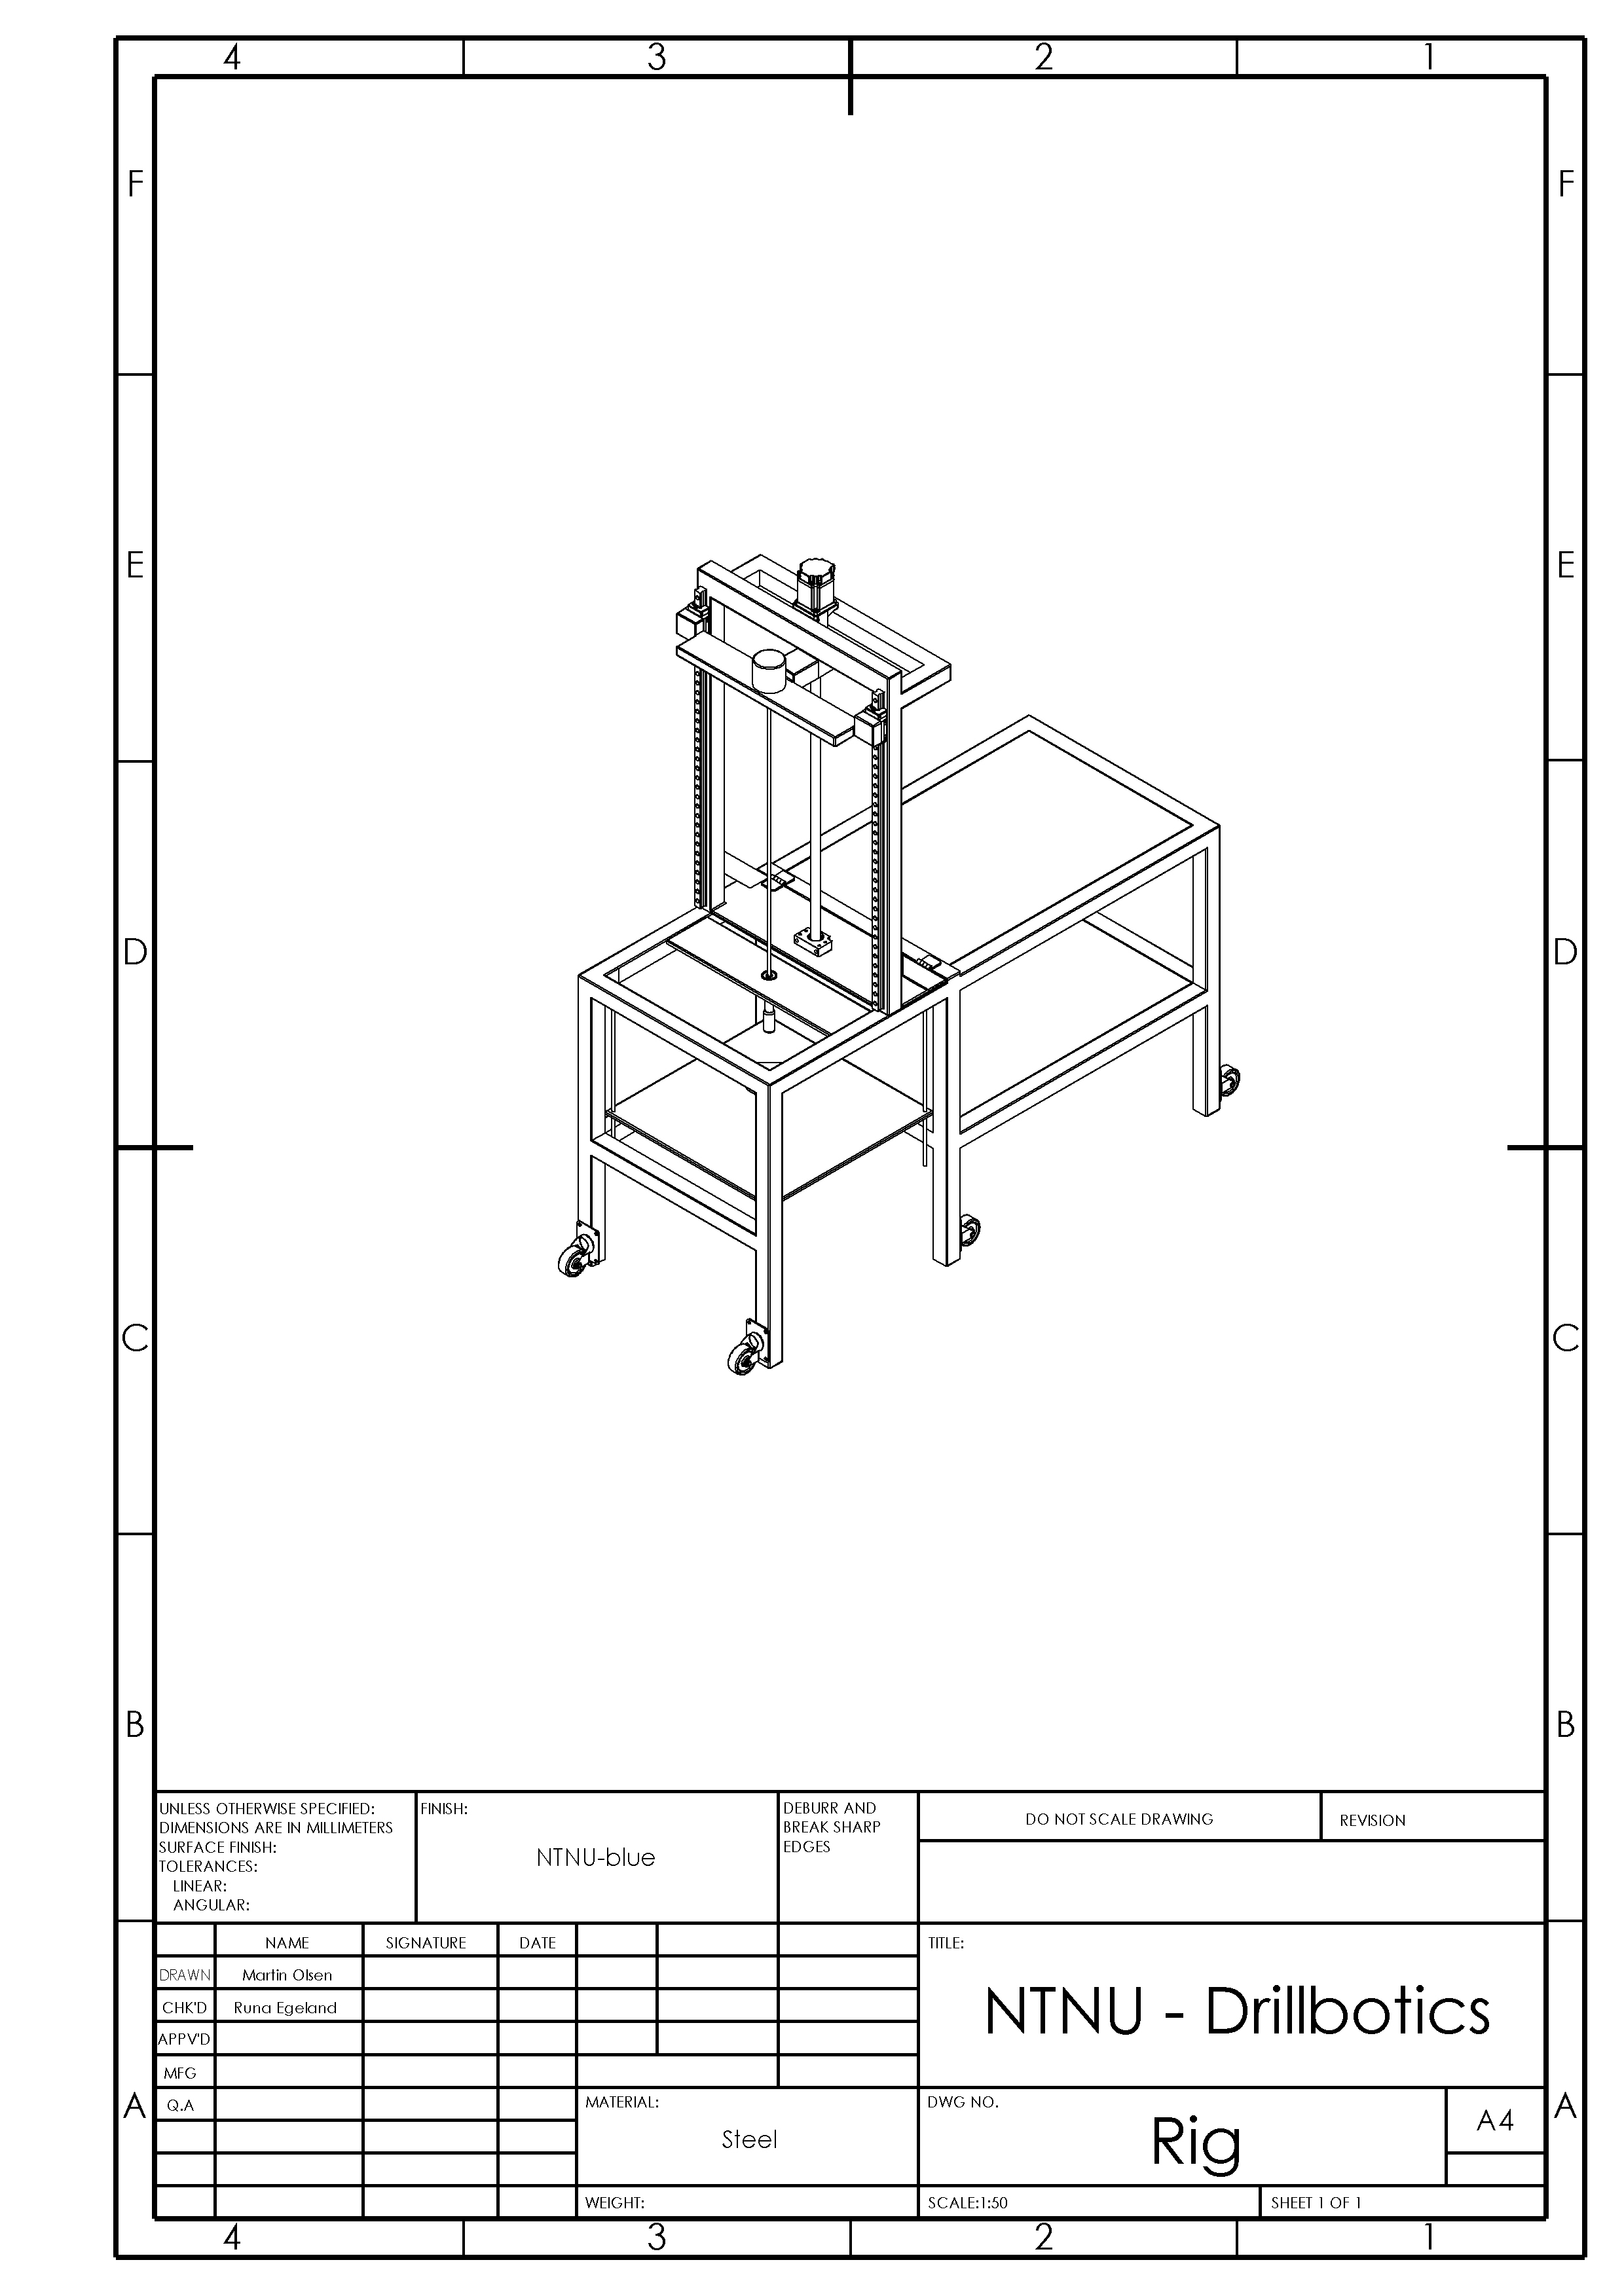 4 3 2 1
F F
E E
D D
C C
B B
UNLESS OTHERWISE SPECIFIED:
DIMENSIONS ARE IN MILLIMETERS
SURFACE FINISH:
TOLERANCES:
LINEAR:
ANGULAR:
FINISH:
NTNU-blue
DEBURR AND
BREAK SHARP
EDGES
DO NOT SCALE DRAWING
REVISION
NAME SIGNATURE DATE
DRAWN Martin Olsen
CHK'D Runa Egeland
APPV'D
MFG
Q.A
TITLE:
NTNU - Drillbotics
A A
MATERIAL:
Steel
DWG NO.
Rig
A4
WEIGHT:
SCALE:1:50
SHEET 1 OF 1
4 3 2 1